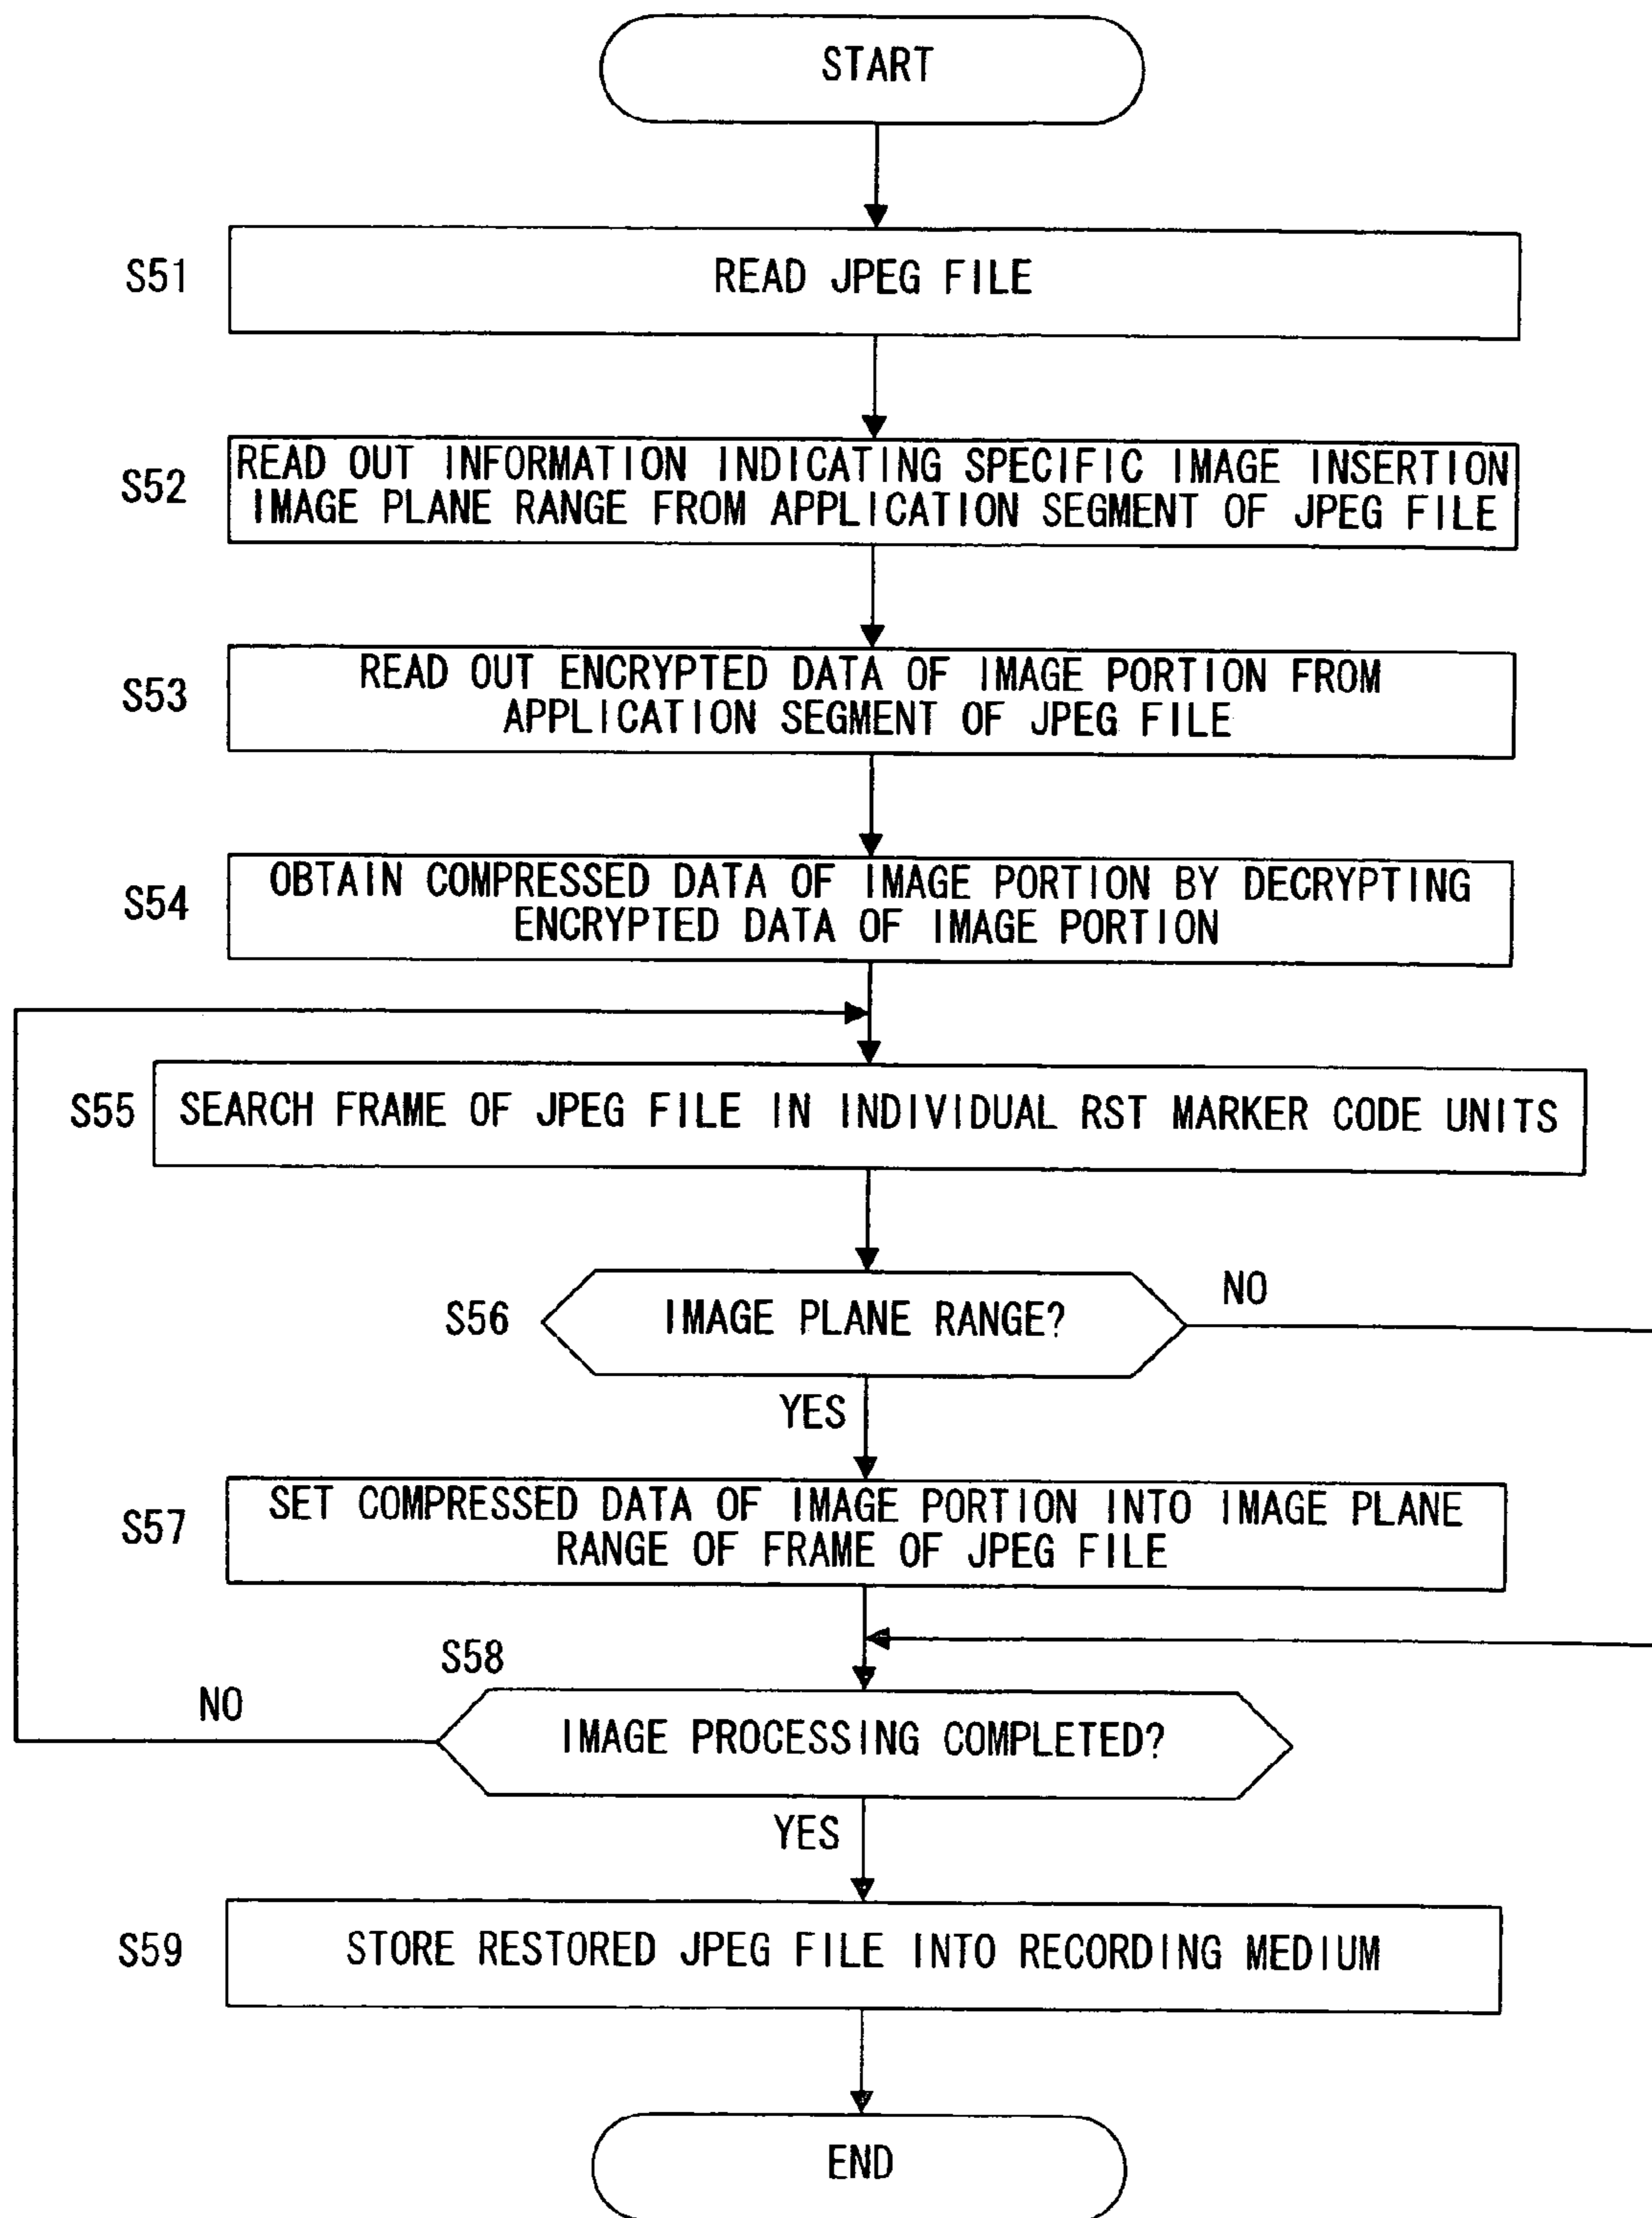 START
S51
READ JPEG FILE
S52
READ OUT INFORMATION INDICATING SPECIFIC IMAGE INSERTION
IMAGE PLANE RANGE FROM APPLICATION SEGMENT OF JPEG FILE
S53
READ OUT ENCRYPTED DATA OF IMAGE PORTION FROM
APPLICATION SEGMENT OF JPEG FILE
S54
OBTAIN COMPRESSED DATA OF IMAGE PORTION BY DECRYPTING
ENCRYPTED DATA OF IMAGE PORTION
S55
SEARCH FRAME OF JPEG FILE IN INDIVIDUAL RST MARKER CODE UNITS
S56
IMAGE PLANE RANGE?
NO
YES
S57
SET COMPRESSED DATA OF IMAGE PORTION INTO IMAGE PLANE
RANGE OF FRAME OF JPEG FILE
S58
NO
IMAGE PROCESSING COMPLETED?
YES
S59
STORE RESTORED JPEG FILE INTO RECORDING MEDIUM
END